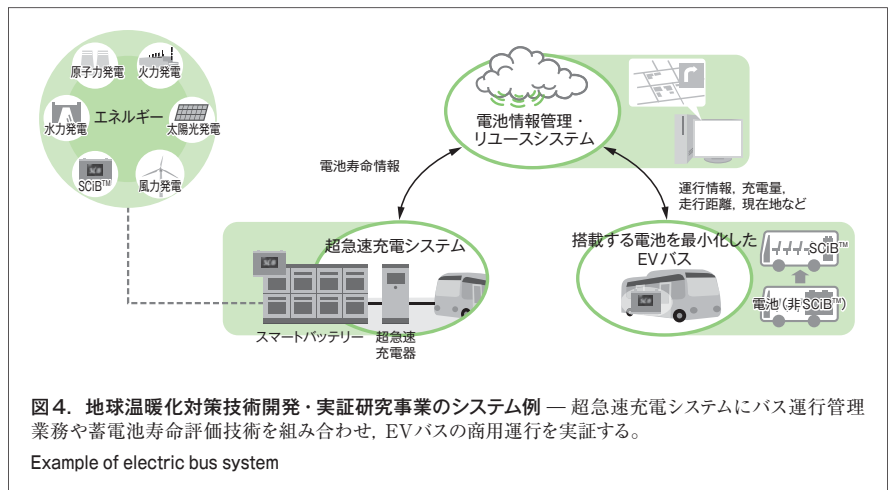 原子力発電
火力発電
水力発電
エネルギー
太陽光発電
SCiB™
風力発電
電池情報管理・
リユースシステム
電池寿命情報
運行情報，充電量，
走行距離，現在地など
超急速充電システム
スマートバッテリー
超急速
充電器
搭載する電池を最小化した
EVバス
SCiB™
電池（非SCiB™）
図4．地球温暖化対策技術開発・実証研究事業のシステム例 — 超急速充電システムにバス運行管理
業務や蓄電池寿命評価技術を組み合わせ，EVバスの商用運行を実証する。
Example of electric bus system